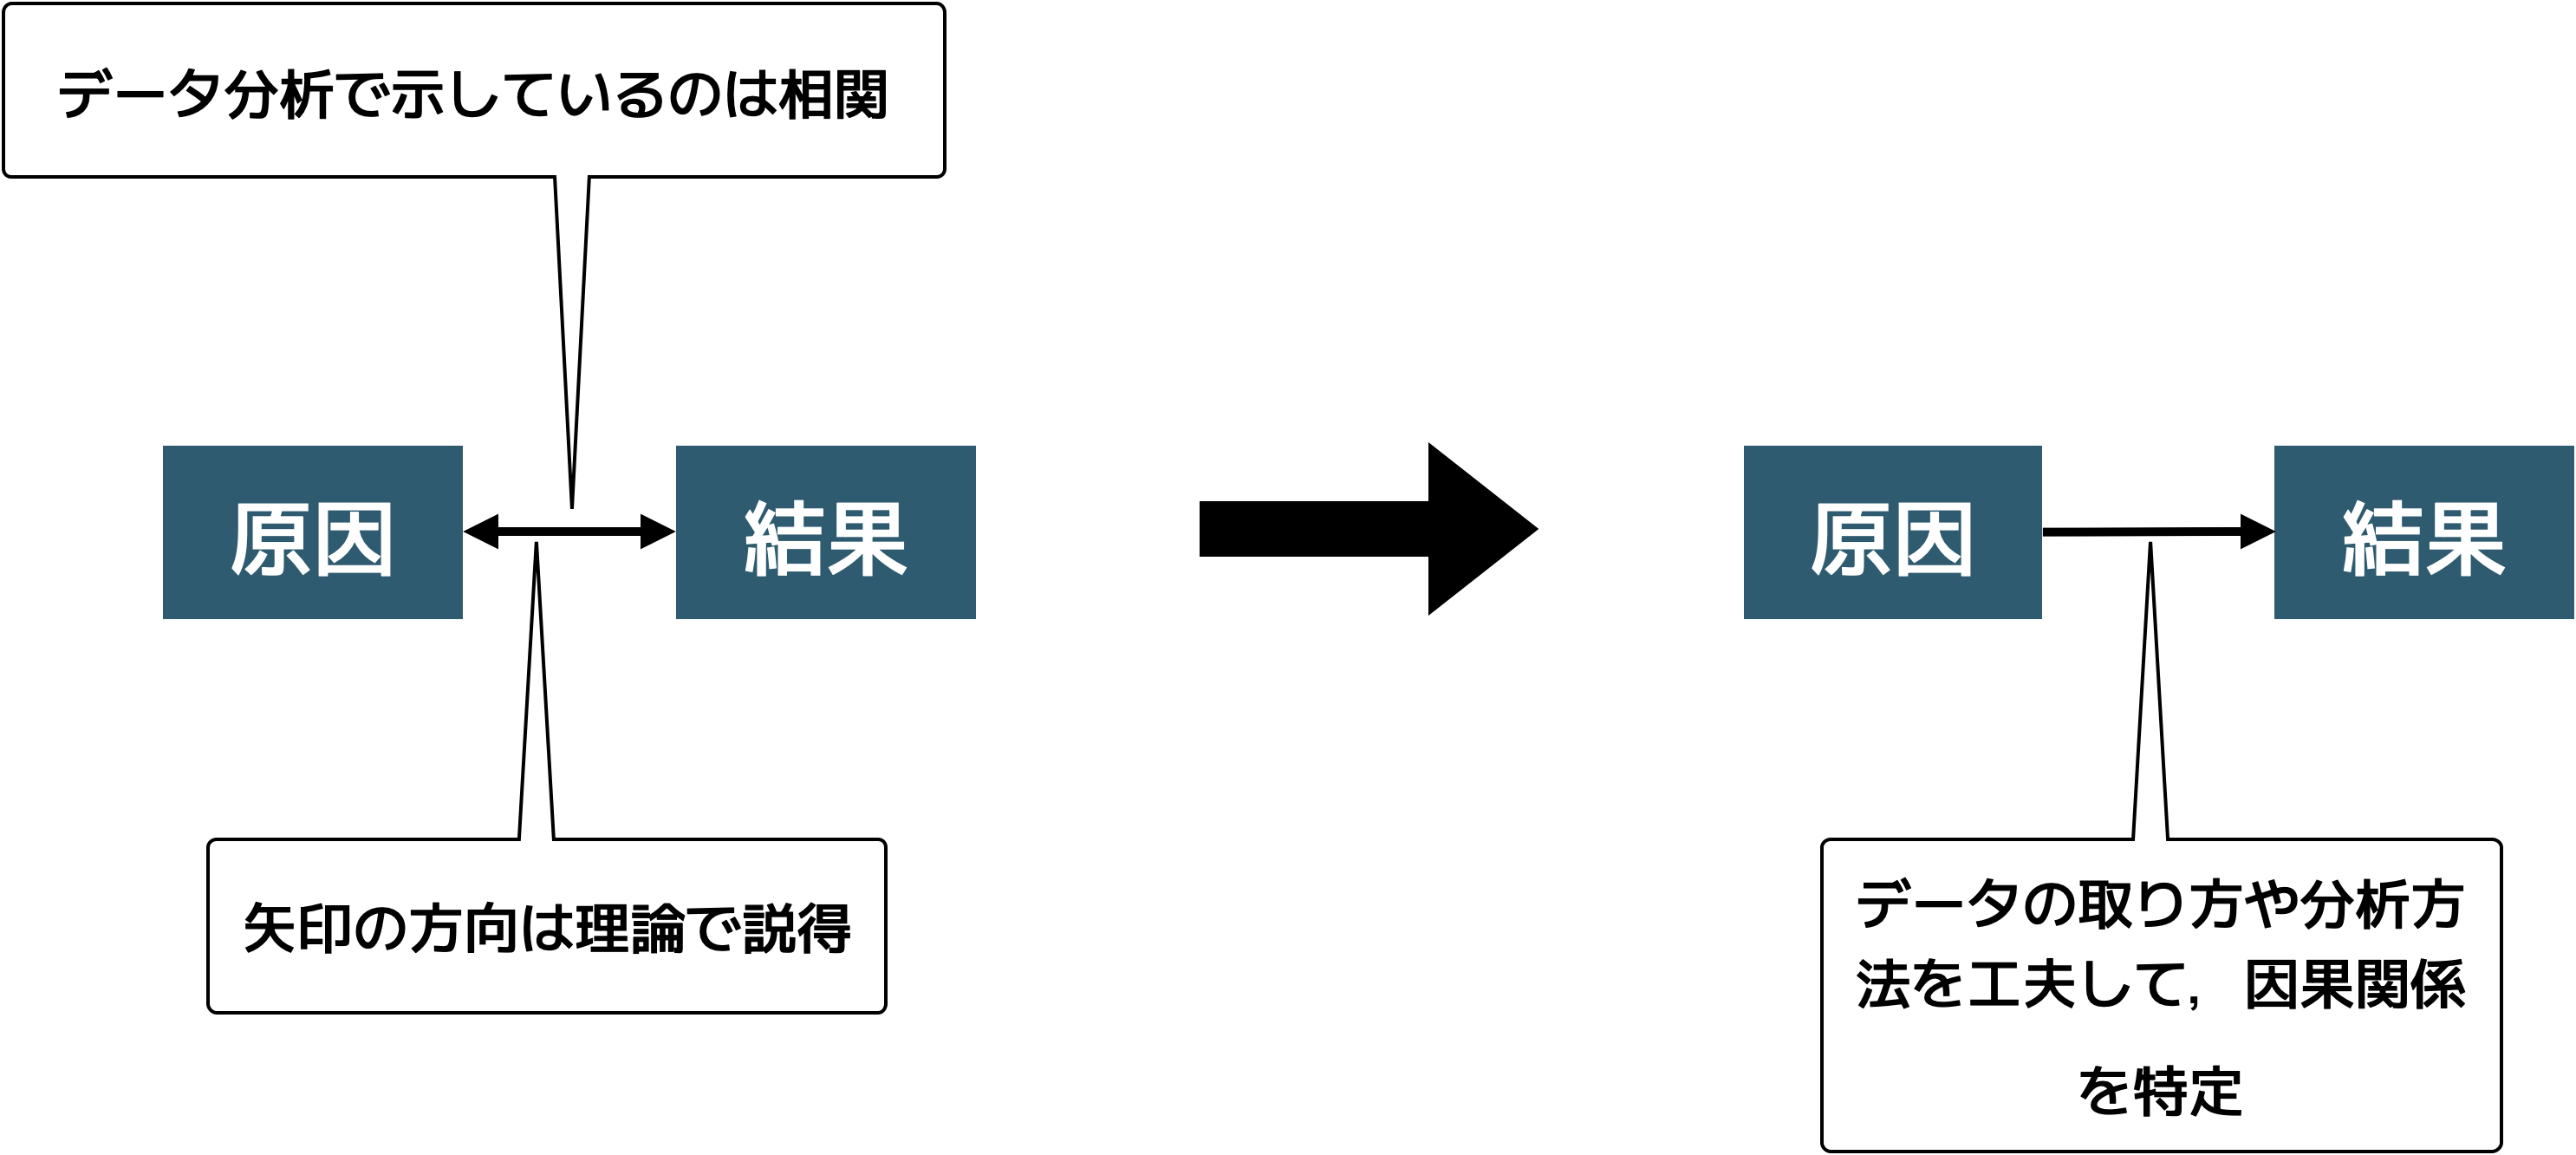 データ分析で示しているのは相関
原因
結果
矢印の方向は理論で説得
原因
結果
データの取り方や分析方
法を工夫して，因果関係
を特定